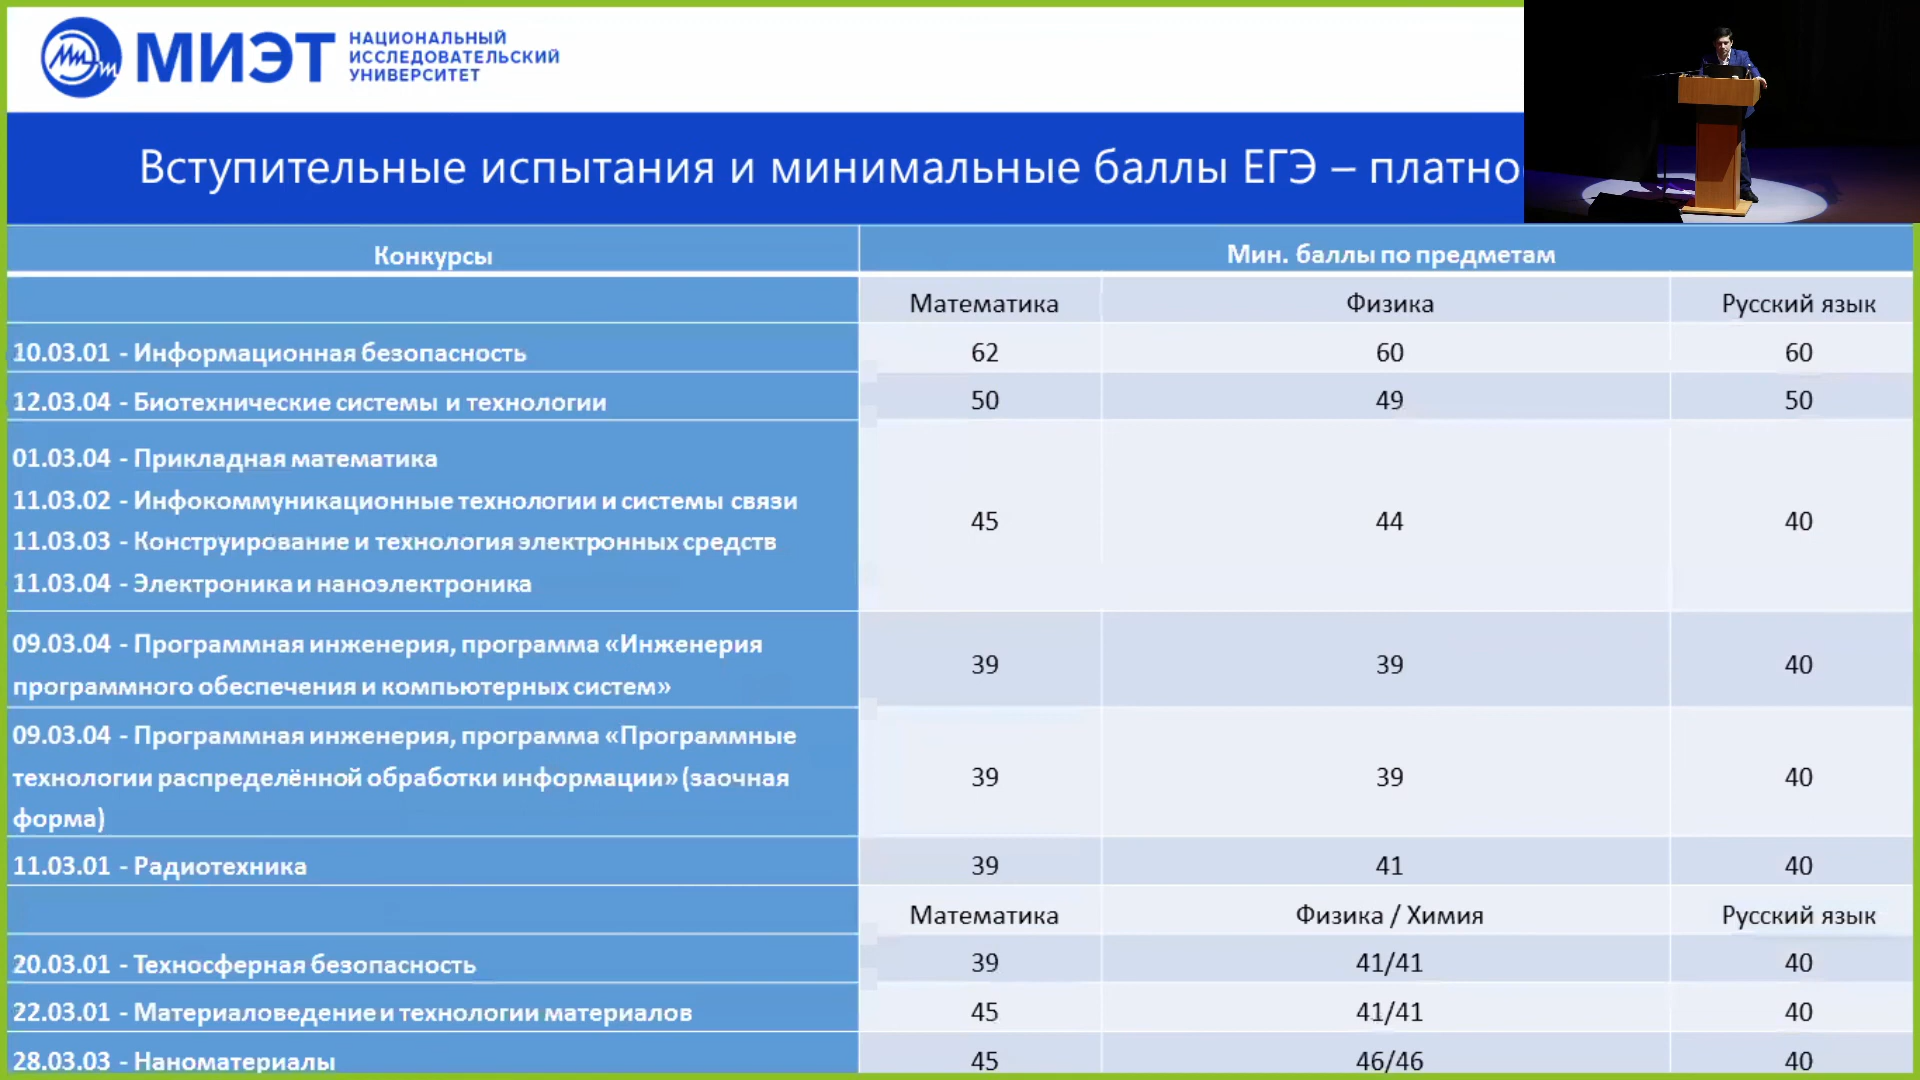 МИЭТ
НАЦИОНАЛЬНЫЙ
ИССЛЕДОВАТЕЛЬСКИЙ
УНИВЕРСИТЕТ
Вступительные испытания и минимальные баллы ЕГЭ –
Конкурсы Мин. баллы по предметам
Математика Физика Русский язык
10.03.01 - Информационная безопасность 62 60 60
12.03.04 - Биотехнические системы и технологии 50 49 50
01.03.04 - Прикладная математика
11.03.02 - Инфокоммуникационные технологии и системы связи
11.03.03 - Конструирование и технология электронных средств
11.03.04 - Электроника и наноэлектроника
45 44 40
09.03.04 - Программная инженерия, программа «Инженерия
программного обеспечения и компьютерных систем»
39 39 40
09.03.04 - Программная инженерия, программа «Программные
технологии распределённой обработки информации» (заочная
форма)
39 39 40
11.03.01 - Радиотехника 39 41 40
Математика Физика / Химия Русский язык
20.03.01 - Техносферная безопасность 39 41/41 40
22.03.01 - Материаловедение и технологии материалов 45 41/41 40
28.03.03 - Наноматериалы 45 46/46 40